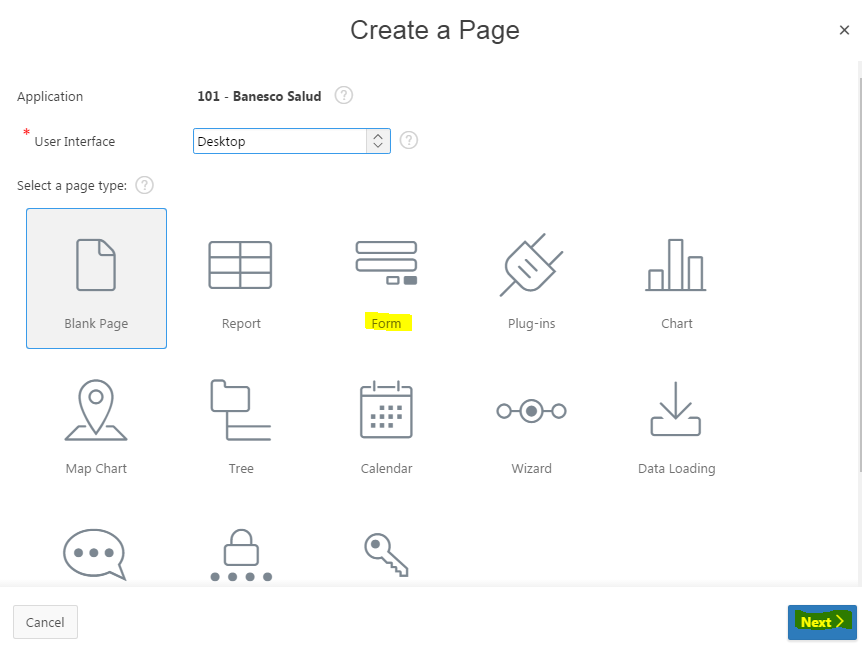 Create a Page
Application 101 - Banesco Salud
* User Interface Desktop
Select a page type:
Blank Page Report Form Plug-ins Chart
Map Chart Tree Calendar Wizard Data Loading
Cancel Next